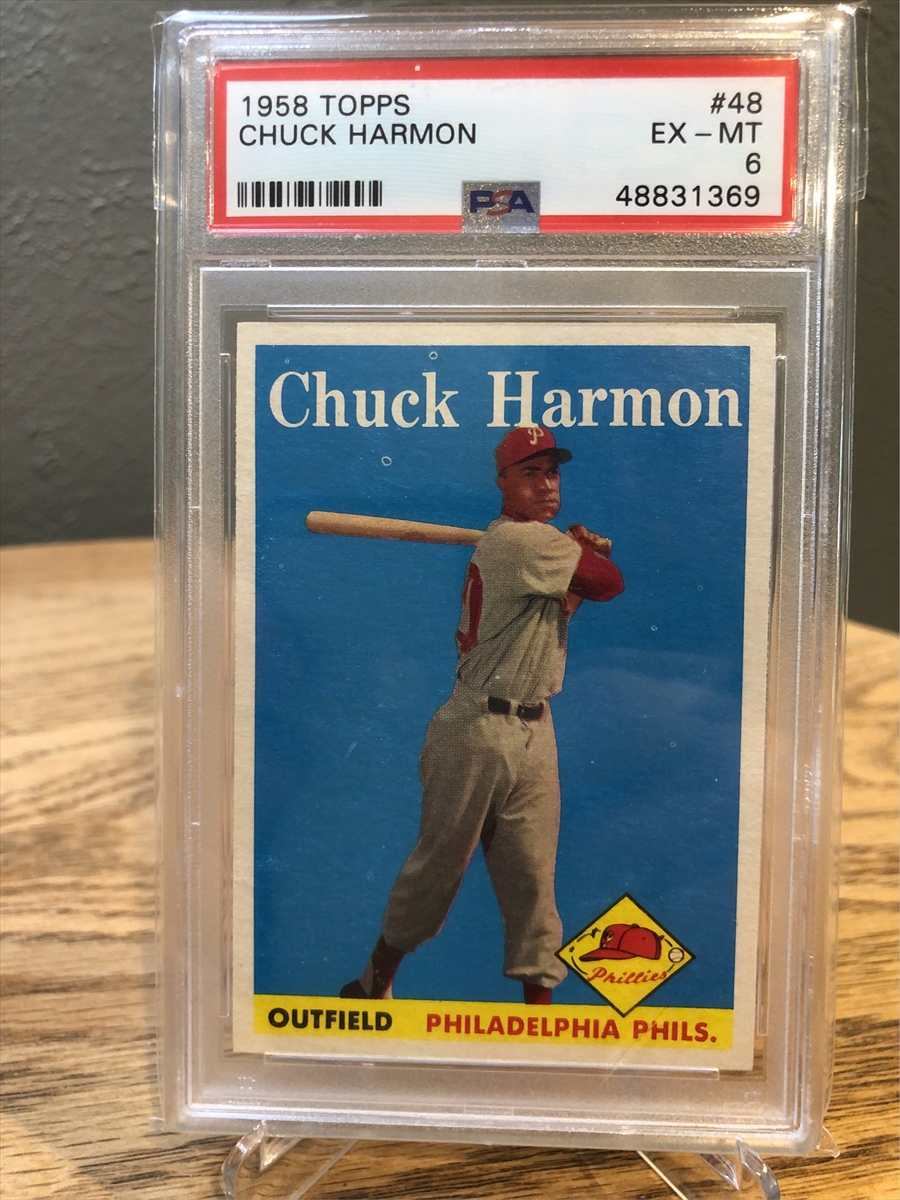 1958 TOPPS #48
CHUCK HARMON EX – MT
6
PSA 48831369
Chuck Harmon
P
Phillies
OUTFIELD PHILADELPHIA PHILS.